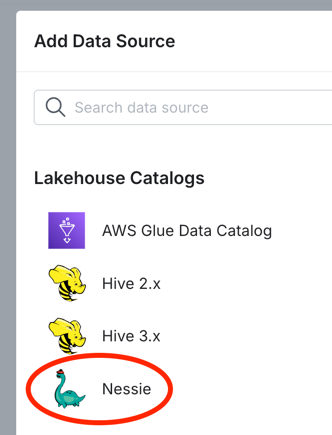 Add Data Source
Search data source
Lakehouse Catalogs
AWS Glue Data Catalog
Hive 2.x
Hive 3.x
Nessie